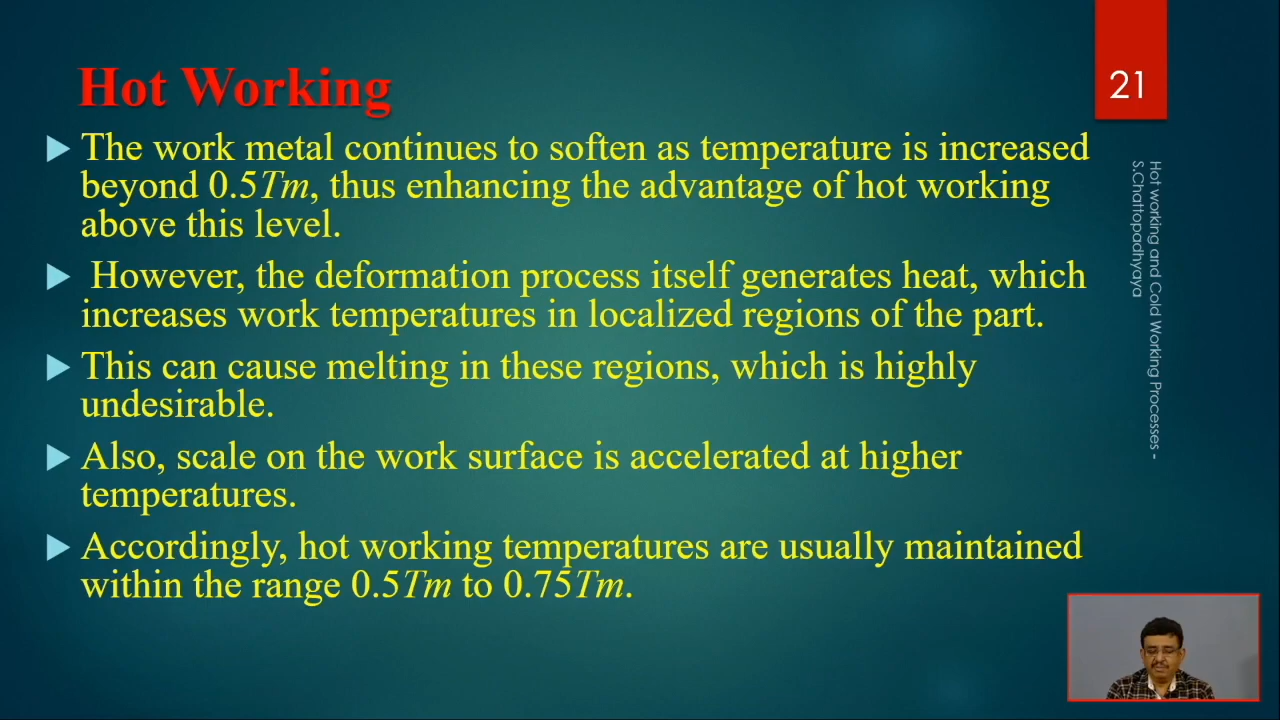 Hot Working
21
The work metal continues to soften as temperature is increased
beyond 0.5Tm, thus enhancing the advantage of hot working
above this level.
However, the deformation process itself generates heat, which
increases work temperatures in localized regions of the part.
This can cause melting in these regions, which is highly
undesirable.
Also, scale on the work surface is accelerated at higher
temperatures.
Accordingly, hot working temperatures are usually maintained
within the range 0.5Tm to 0.75Tm.
Hot working and Cold Working Processes -
S.Chattopadhyaya